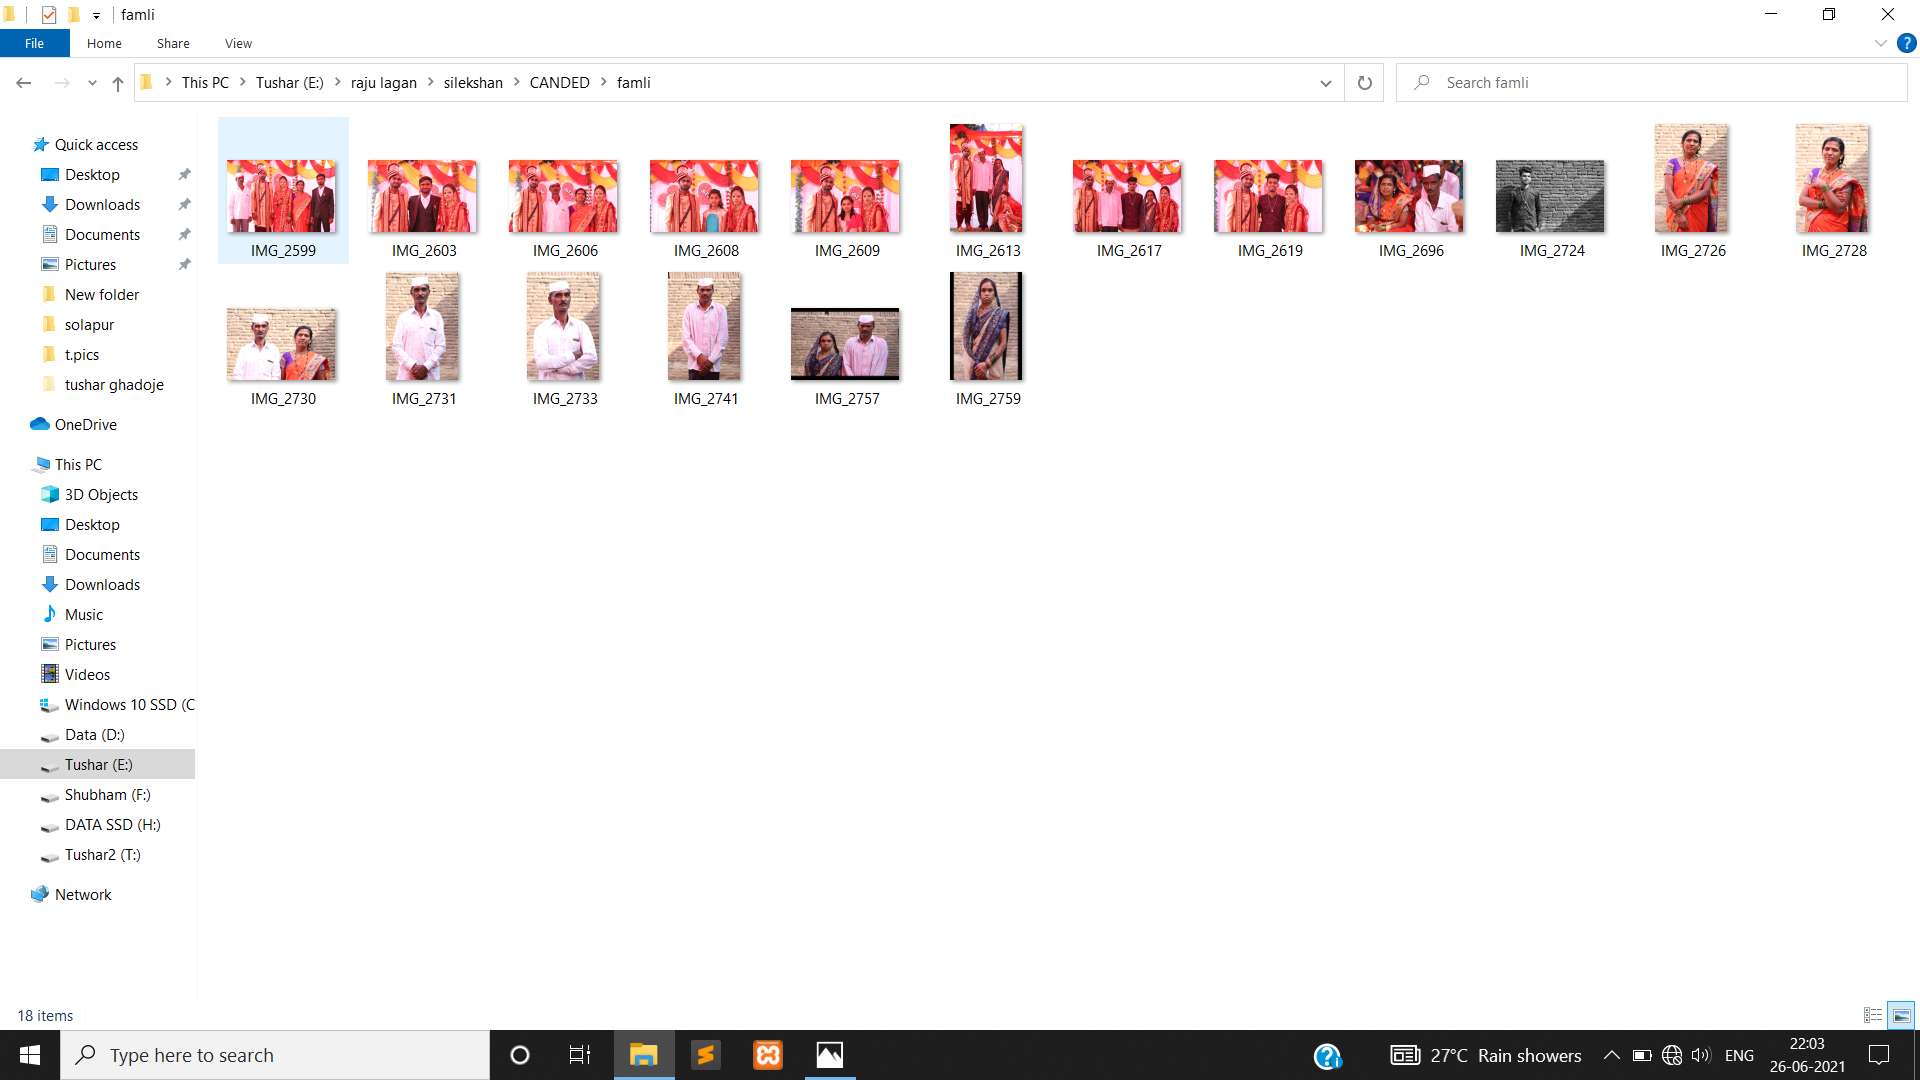 famli
File Home Share View
This PC Tushar (E:) raju lagan silekshan CANDED famli
Search famli
Quick access
Desktop
Downloads
Documents
Pictures
New folder
solapur
t.pics
tushar ghadoje
OneDrive
This PC
3D Objects
Desktop
Documents
Downloads
Music
Pictures
Videos
Windows 10 SSD (C
Data (D:)
Tushar (E:)
Shubham (F:)
DATA SSD (H:)
Tushar2 (T:)
Network
IMG_2599 IMG_2603 IMG_2606 IMG_2608 IMG_2609 IMG_2613 IMG_2617 IMG_2619 IMG_2696 IMG_2724 IMG_2726 IMG_2728
IMG_2730 IMG_2731 IMG_2733 IMG_2741 IMG_2757 IMG_2759
18 items
Type here to search
27°C Rain showers
ENG
22:03
26-06-2021